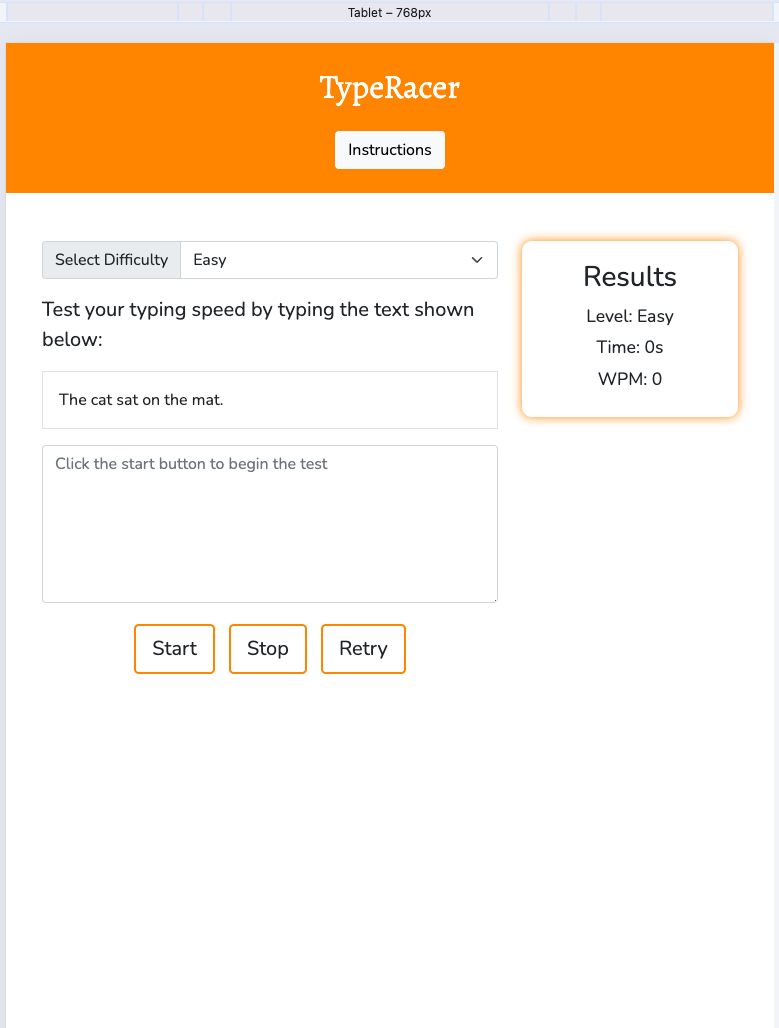 Tablet – 768px
TypeRacer
Instructions
Select Difficulty
Easy
Test your typing speed by typing the text shown
below:
The cat sat on the mat.
Click the start button to begin the test
Start
Stop
Retry
Results
Level: Easy
Time: 0s
WPM: 0